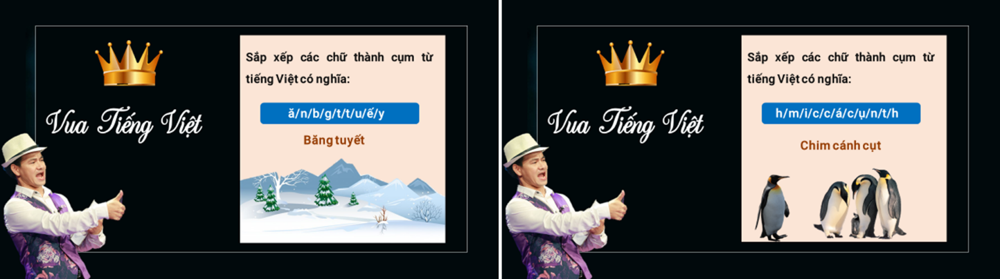 Sắp xếp các chữ thành cụm từ
tiếng Việt có nghĩa:
ă/n/b/g/t/t/u/ế/y
Vua Tiếng Việt
Băng tuyết
Sắp xếp các chữ thành cụm từ
tiếng Việt có nghĩa:
h/m/i/c/c/á/c/ụ/n/t/h
Vua Tiếng Việt
Chim cánh cụt